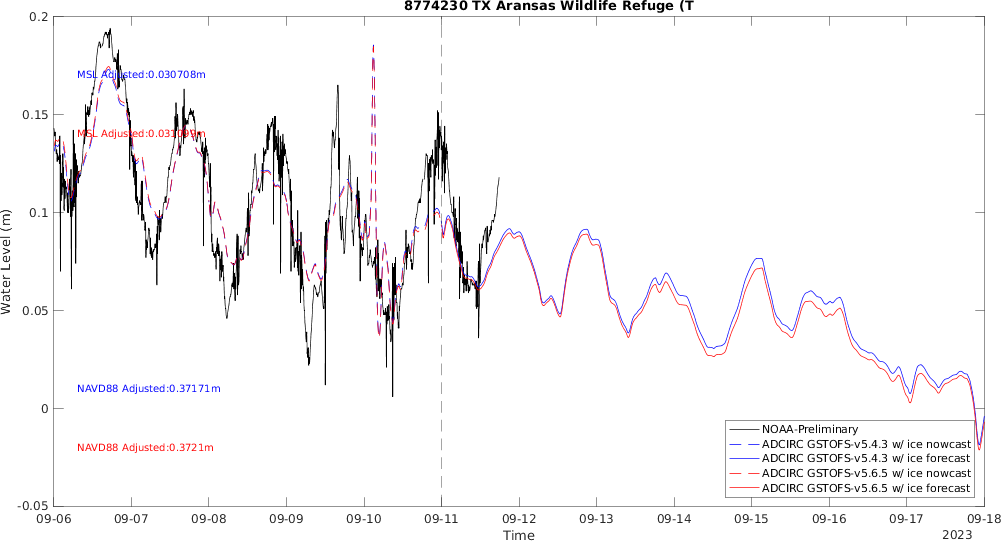 8774230 TX Aransas Wildlife Refuge (T
0.2
MSL Adjusted:0.030708m
0.15
0.1
Water Level (m)
0.05
NAVD88 Adjusted:0.37171m
0
NAVD88 Adjusted:0.3721m
NOAA-Preliminary
ADCIRC GSTOFS-v5.4.3 w/ ice nowcast
ADCIRC GSTOFS-v5.4.3 w/ ice forecast
ADCIRC GSTOFS-v5.6.5 w/ ice nowcast
ADCIRC GSTOFS-v5.6.5 w/ ice forecast
-0.05
09-06 09-07 09-08 09-09 09-10 09-11 09-12 09-13 09-14 09-15 09-16 09-17 09-18
Time
2023